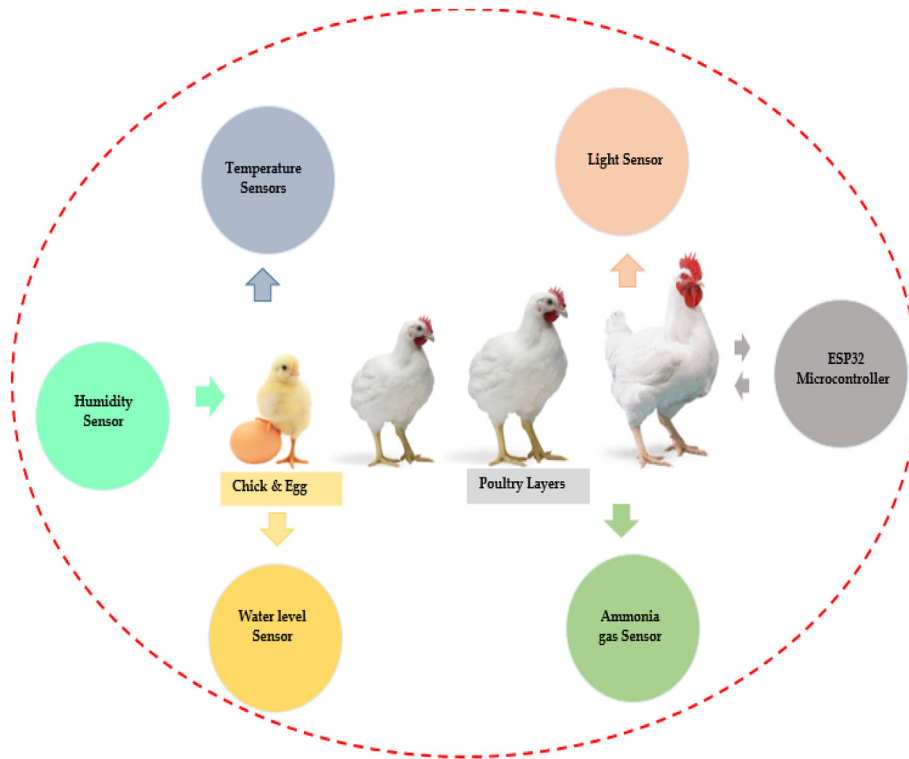 Temperature
Sensors
Light Sensor
Humidity
Sensor
ESP32
Microcontroller
Chick & Egg
Poultry Layers
Water level
Sensor
Ammonia
gas Sensor